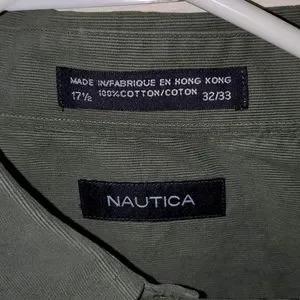 MADE IN/FABRIQUE EN HONG KONG
17½ 100%COTTON/COTON 32/33
NAUTICA